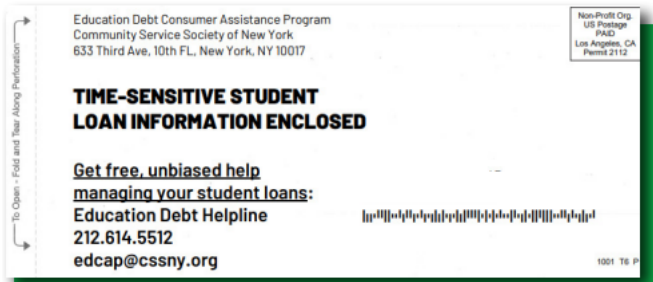 Education Debt Consumer Assistance Program
Community Service Society of New York
633 Third Ave, 10th FL, New York, NY 10017
Non-Profit Org.
US Postage
PAID
Los Angeles, CA
Permit 2112
To Open - Fold and Tear Along Perforation
TIME-SENSITIVE STUDENT
LOAN INFORMATION ENCLOSED
Get free, unbiased help
managing your student loans:
Education Debt Helpline
212.614.5512
edcap@cssny.org
1001 T6 P